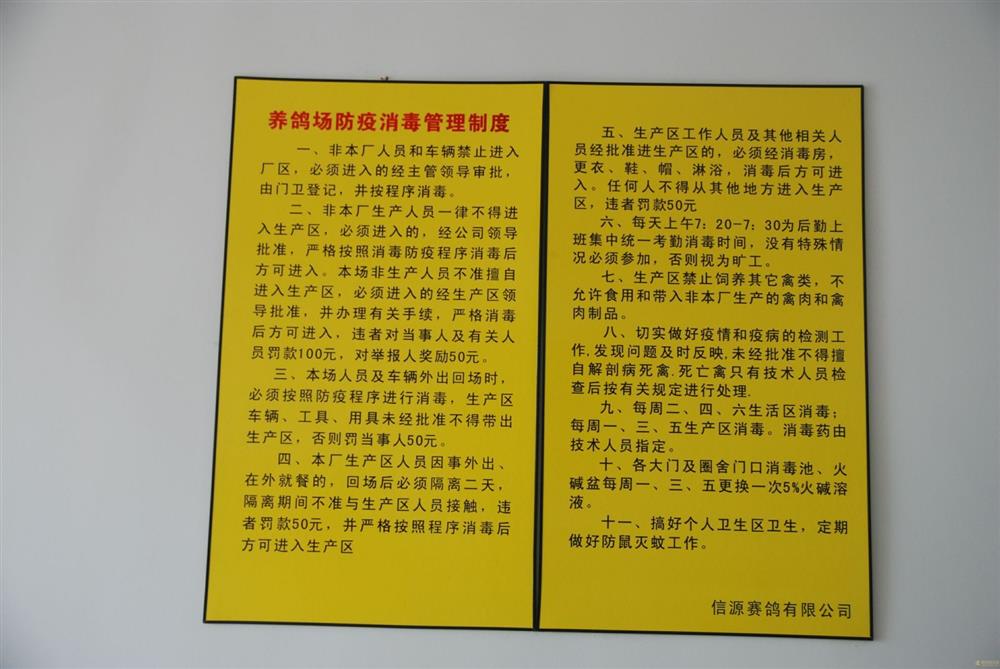 养鸽场防疫消毒管理制度
一、非本厂人员和车辆禁止进入
厂区，必须进入的经主管领导审批，
由门卫登记，并按程序消毒。
二、非本厂生产人员一律不得进
入生产区，必须进入的，经公司领导
批准，严格按照消毒防疫程序消毒后
方可进入。本场非生产人员不准擅自
进入生产区，必须进入的经生产区领
导批准，并办理有关手续，严格消毒
后方可进入，违者对当事人及有关人
员罚款100元，对举报人奖励50元。
三、本场人员及车辆外出回场时，
必须按照防疫程序进行消毒，生产区
车辆、工具、用具未经批准不得带出
生产区，否则罚当事人50元。
四、本厂生产区人员因事外出、
在外就餐的，回场后必须隔离二天，
隔离期间不准与生产区人员接触，违
者罚款50元，并严格按照程序消毒后
方可进入生产区
五、生产区工作人员及其他相关人
员经批准进生产区的，必须经消毒房，
更衣、鞋、帽、淋浴，消毒后方可进
入。任何人不得从其他地方进入生产
区，违者罚款50元
六、每天上午7：20-7：30为后勤上
班集中统一考勤消毒时间，没有特殊情
况必须参加，否则视为旷工。
七、生产区禁止饲养其它禽类，不
允许食用和带入非本厂生产的禽肉和禽
肉制品。
八、切实做好疫情和疫病的检测工
作,发现问题及时反映,未经批准不得擅
自解剖病死禽.死亡禽只有技术人员检
查后按有关规定进行处理.
九、每周二、四、六生活区消毒；
每周一、三、五生产区消毒。消毒药由
技术人员指定。
十、各大门及圈舍门口消毒池、火
碱盆每周一、三、五更换一次5%火碱溶
液。
十一、搞好个人卫生区卫生，定期
做好防鼠灭蚊工作。
信源赛鸽有限公司